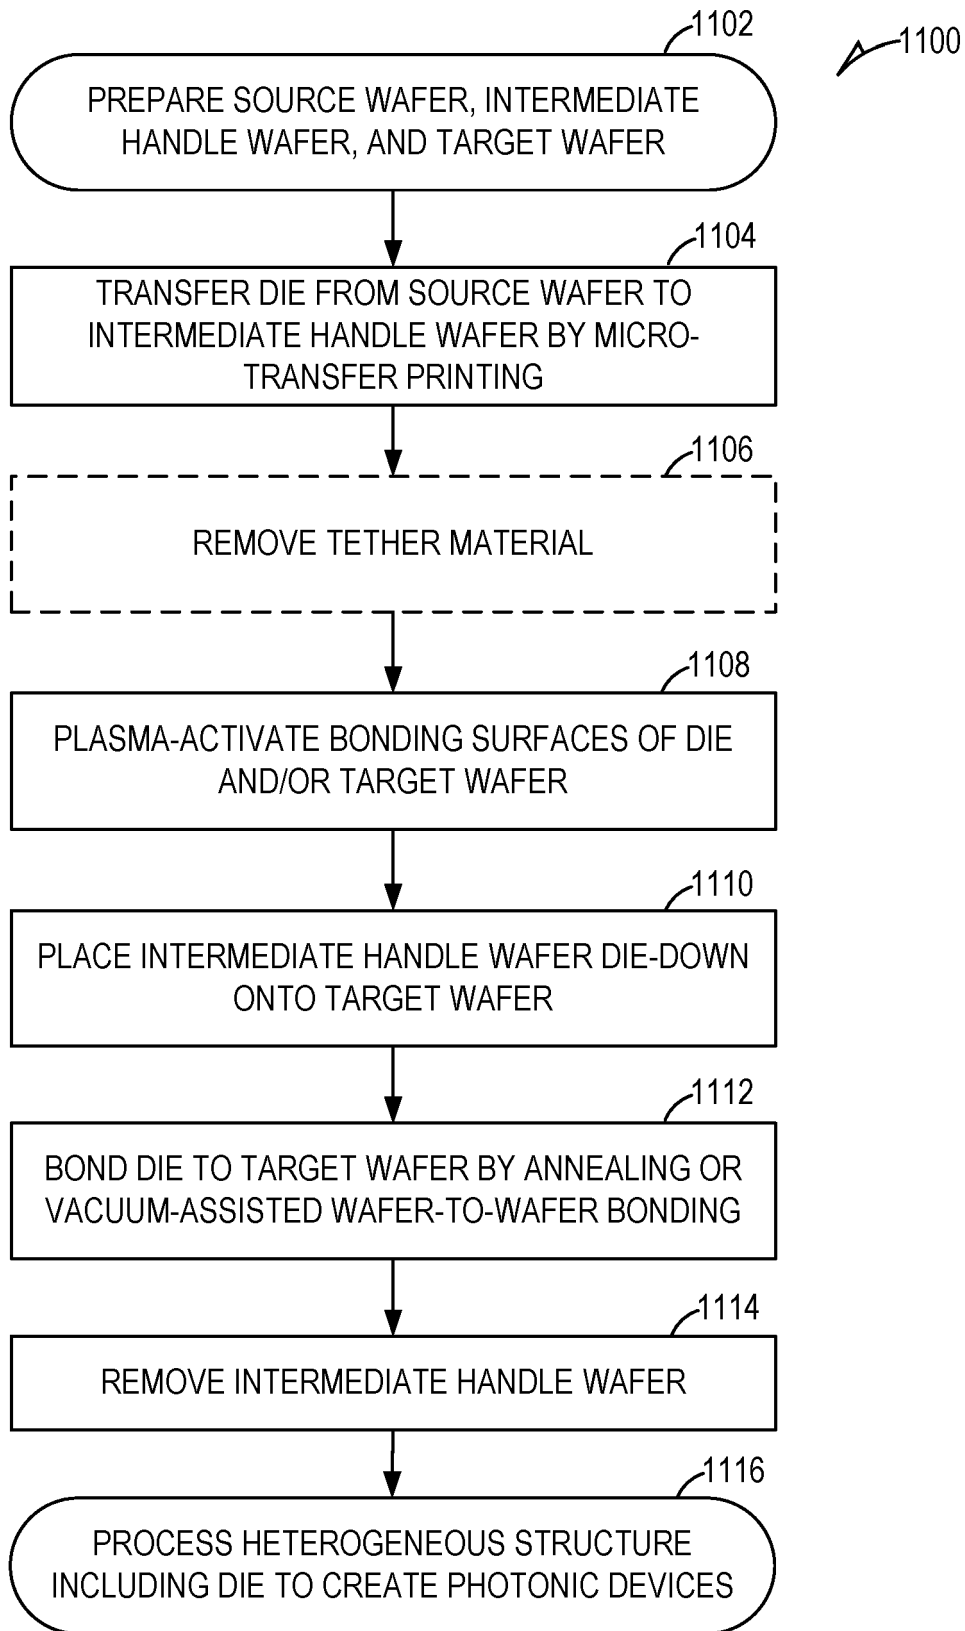 1102
1100
PREPARE SOURCE WAFER, INTERMEDIATE
HANDLE WAFER, AND TARGET WAFER
1104
TRANSFER DIE FROM SOURCE WAFER TO
INTERMEDIATE HANDLE WAFER BY MICRO-
TRANSFER PRINTING
1106
REMOVE TETHER MATERIAL
1108
PLASMA-ACTIVATE BONDING SURFACES OF DIE
AND/OR TARGET WAFER
1110
PLACE INTERMEDIATE HANDLE WAFER DIE-DOWN
ONTO TARGET WAFER
1112
BOND DIE TO TARGET WAFER BY ANNEALING OR
VACUUM-ASSISTED WAFER-TO-WAFER BONDING
1114
REMOVE INTERMEDIATE HANDLE WAFER
1116
PROCESS HETEROGENEOUS STRUCTURE
INCLUDING DIE TO CREATE PHOTONIC DEVICES